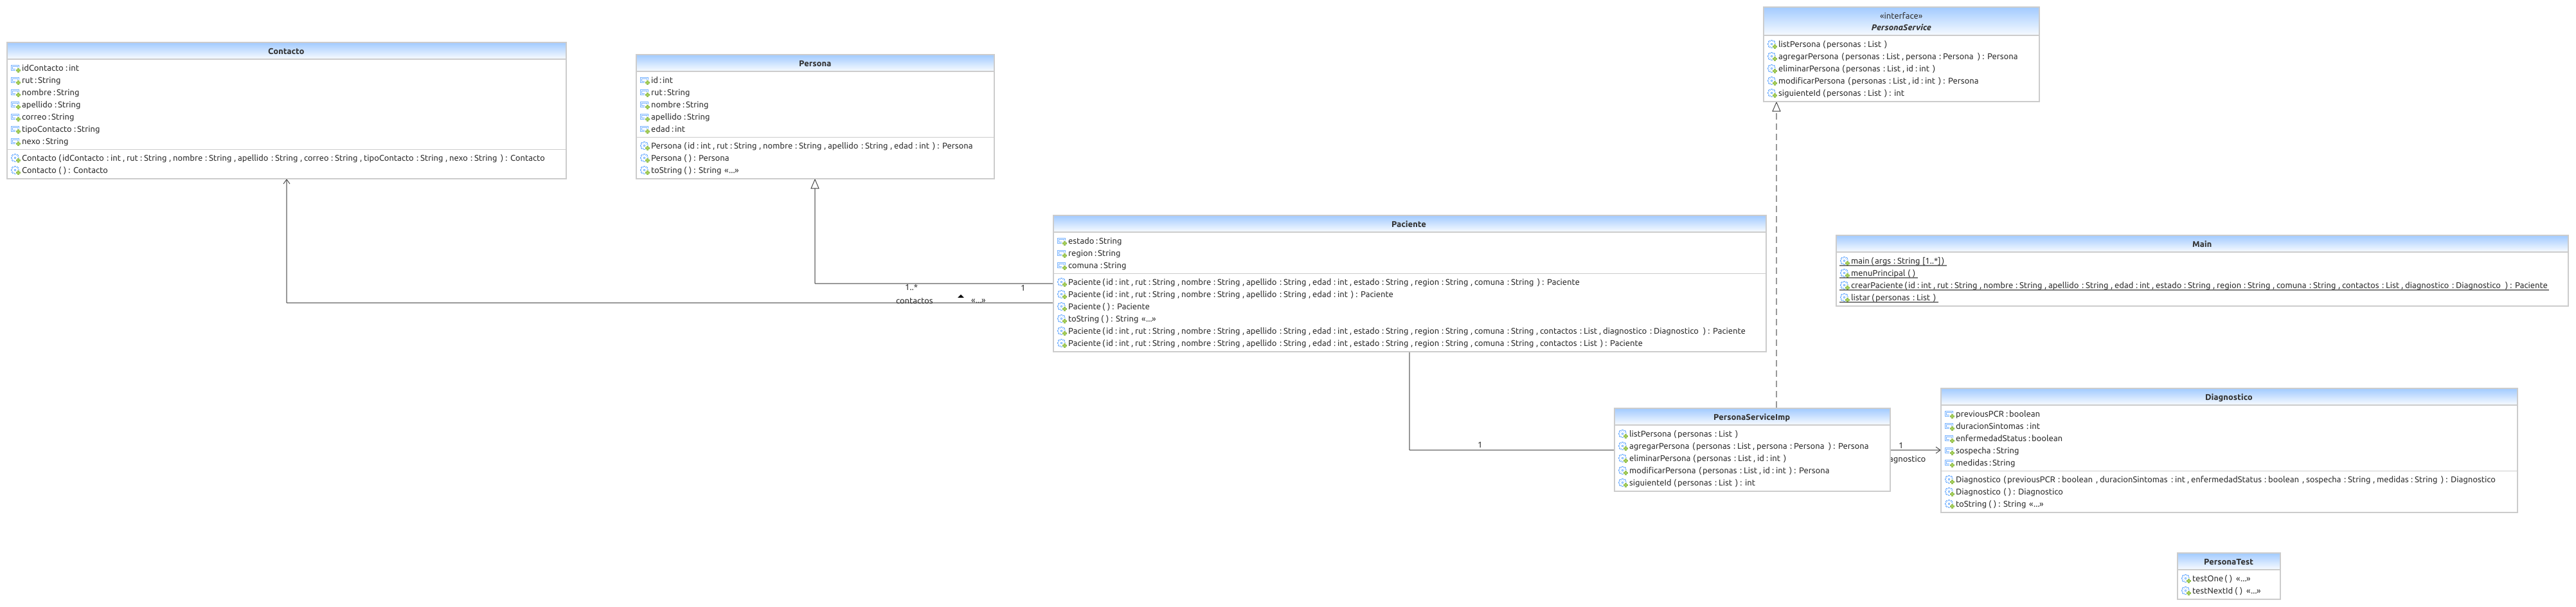 Contacto
idContacto : int
rut : String
nombre : String
apellido : String
correo : String
tipoContacto : String
nexo : String
Contacto ( idContacto : int , rut : String , nombre : String , apellido : String , correo : String , tipoContacto : String , nexo : String ) : Contacto
Contacto ( ) : Contacto
Persona
id : int
rut : String
nombre : String
apellido : String
edad : int
Persona ( id : int , rut : String , nombre : String , apellido : String , edad : int ) : Persona
Persona ( ) : Persona
toString ( ) : String «...»
«interface»
PersonaService
listPersona ( personas : List )
agregarPersona ( personas : List , persona : Persona ) : Persona
eliminarPersona ( personas : List , id : int )
modificarPersona ( personas : List , id : int ) : Persona
siguienteId ( personas : List ) : int
Paciente
estado : String
region : String
comuna : String
Paciente ( id : int , rut : String , nombre : String , apellido : String , edad : int , estado : String , region : String , comuna : String ) : Paciente
Paciente ( id : int , rut : String , nombre : String , apellido : String , edad : int ) : Paciente
Paciente ( ) : Paciente
toString ( ) : String «...»
Paciente ( id : int , rut : String , nombre : String , apellido : String , edad : int , estado : String , region : String , comuna : String , contactos : List , diagnostico : Diagnostico ) : Paciente
Paciente ( id : int , rut : String , nombre : String , apellido : String , edad : int , estado : String , region : String , comuna : String , contactos : List ) : Paciente
1..*
1
contactos
«...»
Main
main ( args : String [1..*] )
menuPrincipal ( )
crearPaciente ( id : int , rut : String , nombre : String , apellido : String , edad : int , estado : String , region : String , comuna : String , contactos : List , diagnostico : Diagnostico ) : Paciente
listar ( personas : List )
1
PersonaServiceImp
listPersona ( personas : List )
agregarPersona ( personas : List , persona : Persona ) : Persona
eliminarPersona ( personas : List , id : int )
modificarPersona ( personas : List , id : int ) : Persona
siguienteId ( personas : List ) : int
1
agnostico
Diagnostico
previousPCR : boolean
duracionSintomas : int
enfermedadStatus : boolean
sospecha : String
medidas : String
Diagnostico ( previousPCR : boolean , duracionSintomas : int , enfermedadStatus : boolean , sospecha : String , medidas : String ) : Diagnostico
Diagnostico ( ) : Diagnostico
toString ( ) : String «...»
PersonaTest
testOne ( ) «...»
testNextId ( ) «...»